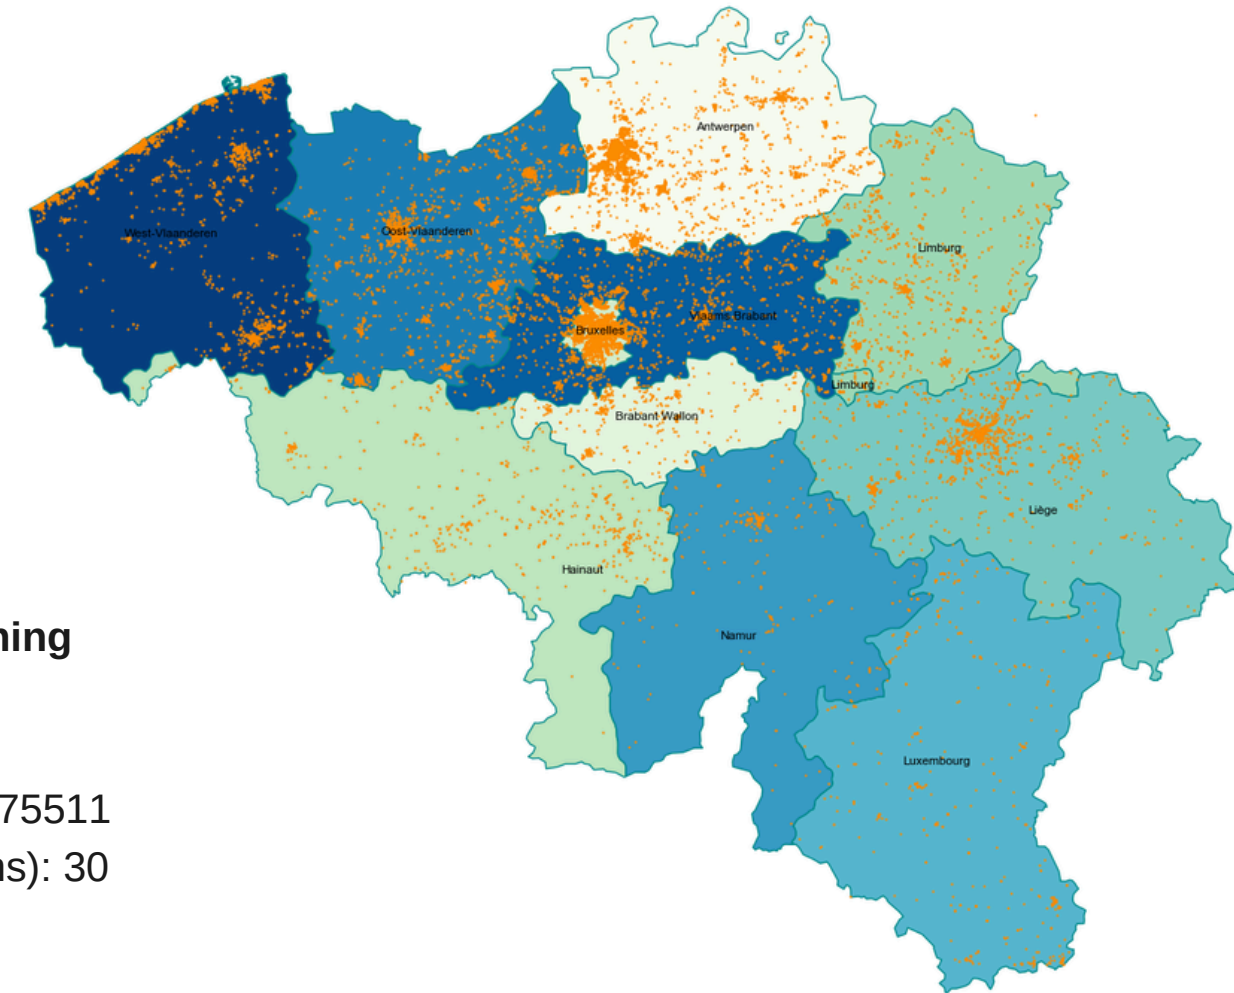 Antwerpen
West-Vlaanderen
Oost-Vlaanderen
Limburg
Vlaams Brabant
Bruxelles
Limburg
Brabant Wallon
Liège
Hainaut
ning
Namur
Luxembourg
75511
ns): 30